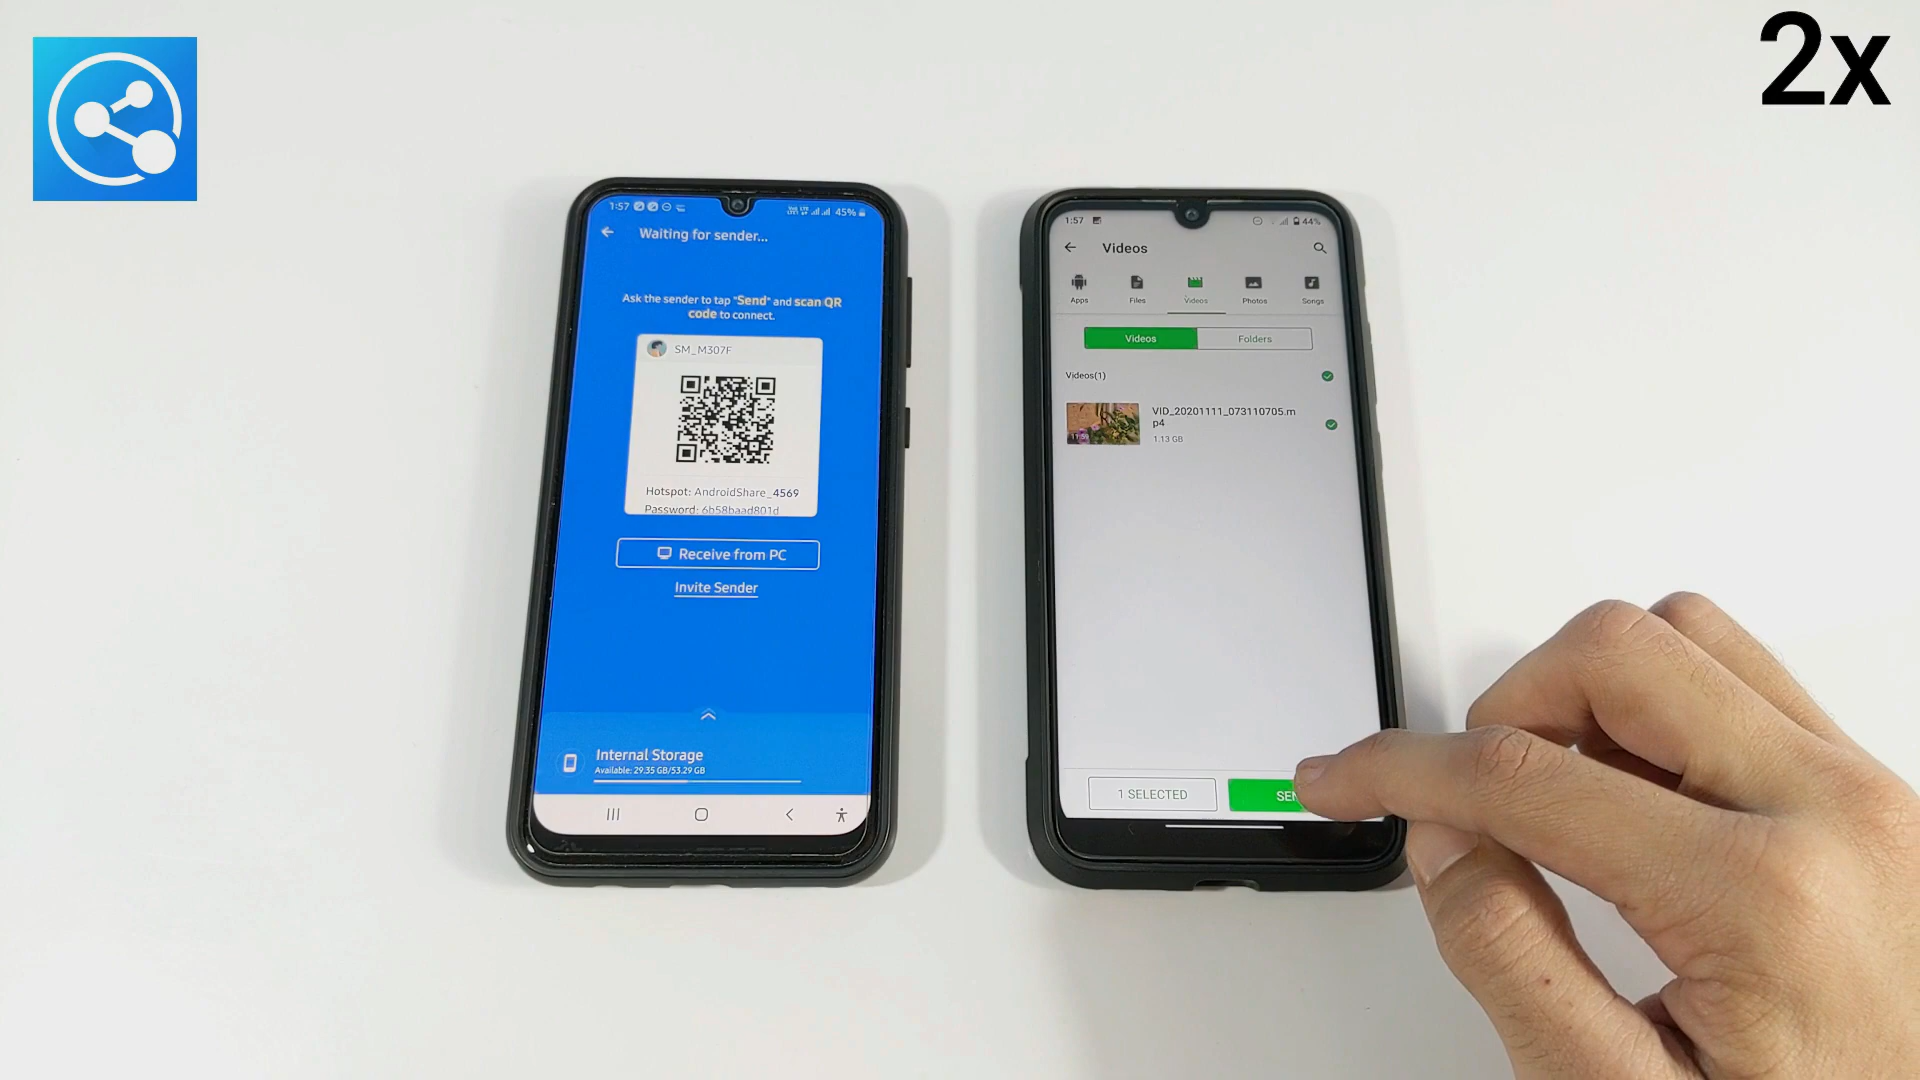 2x
1:57
45%
Waiting for sender...
Ask the sender to tap "Send" and scan QR
code to connect.
SM_M307F
Hotspot: AndroidShare_4569
Password: 6b58baad801d
Receive from PC
Invite Sender
Internal Storage
Available: 29.35 GB/53.29 GB
1:57
44%
Videos
Apps
Files
Videos
Photos
Songs
Videos
Folders
Videos(1)
VID_20201111_073110705.m
p4
1.13 GB
1 SELECTED
SEN